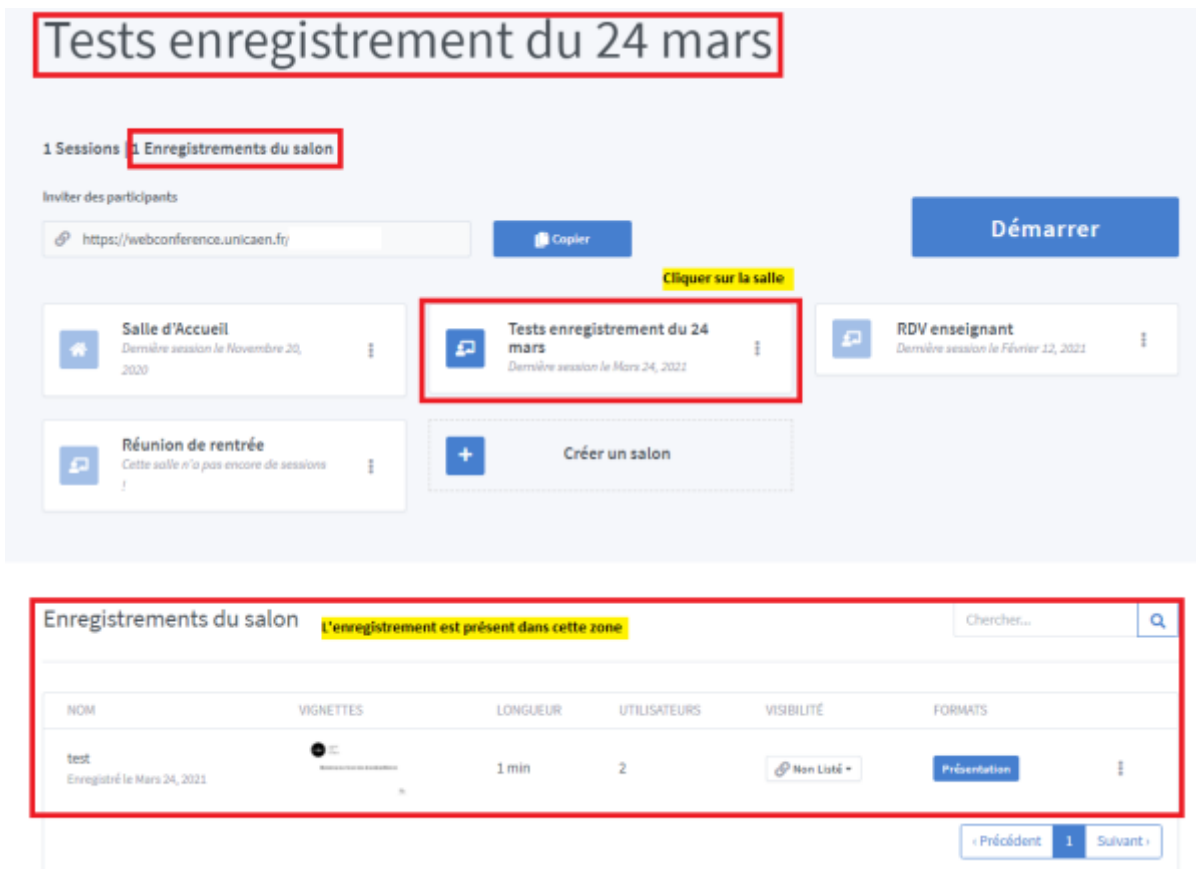 Tests enregistrement du 24 mars
1 Sessions | 1 Enregistrements du salon
Inviter des participants
https://webconference.unicaen.fr/
Copier
Démarrer
Cliquer sur la salle
Salle d'Accueil
Dernière session le Novembre 20,
2020
Tests enregistrement du 24
mars
Dernière session le Mars 24, 2021
RDV enseignant
Dernière session le Février 12, 2021
Réunion de rentrée
Cette salle n'a pas encore de sessions
!
Créer un salon
Enregistrements du salon
L'enregistrement est présent dans cette zone
Chercher...
NOM VIGNETTES LONGUEUR UTILISATEURS VISIBILITÉ FORMATS
test
Enregistré le Mars 24, 2021
1 min
2
Non Listé
Présentation
‹ Précédent 1 Suivant ›